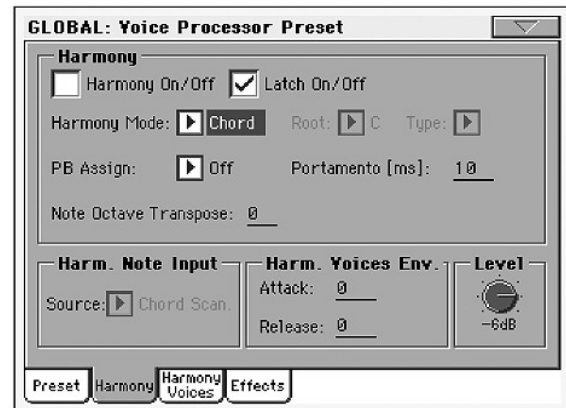 GLOBAL: Voice Processor Preset
Harmony
Harmony On/Off Latch On/Off
Harmony Mode: Chord Root: C Type:
PB Assign: Off Portamento [ms]: 10
Note Octave Transpose: 0
Harm. Note Input Harm. Voices Env. Level
Attack: 0
Source: Chord Scan.
Release: 0 -6dB
Preset Harmony Harmony Voices Effects